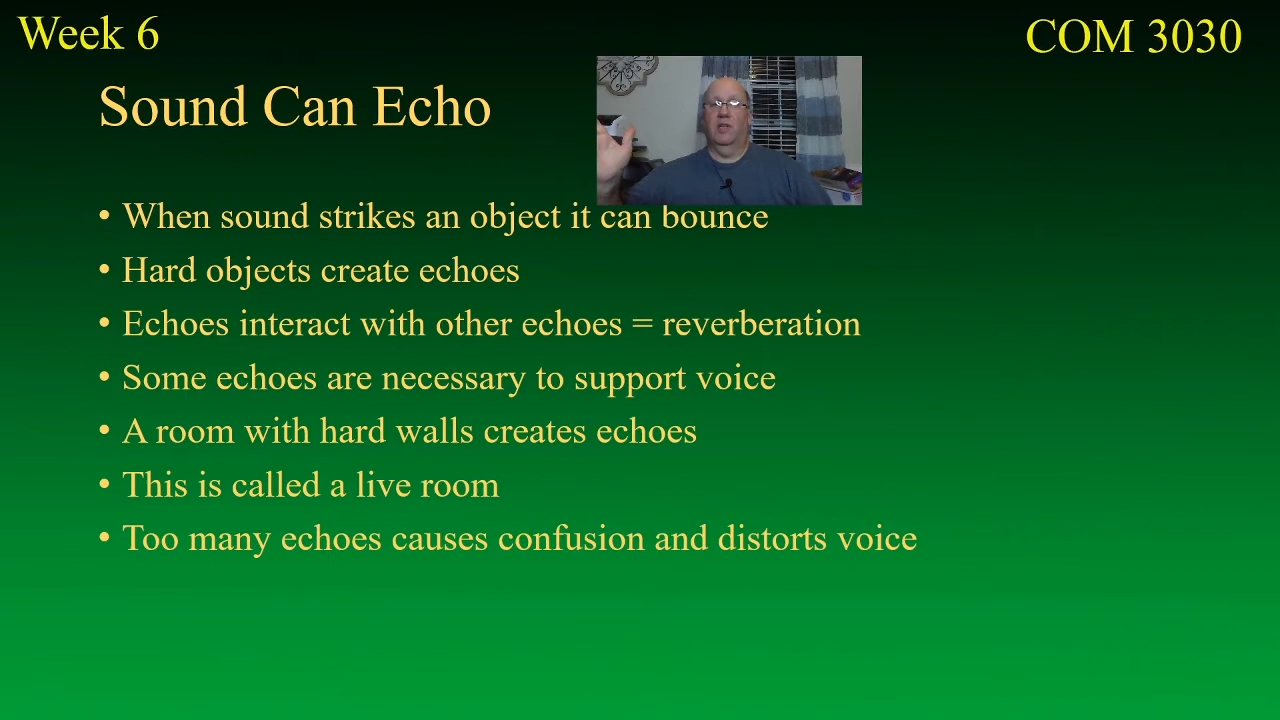 Week 6
COM 3030
Sound Can Echo
• When sound strikes an object it can bounce
• Hard objects create echoes
• Echoes interact with other echoes = reverberation
• Some echoes are necessary to support voice
• A room with hard walls creates echoes
• This is called a live room
• Too many echoes causes confusion and distorts voice